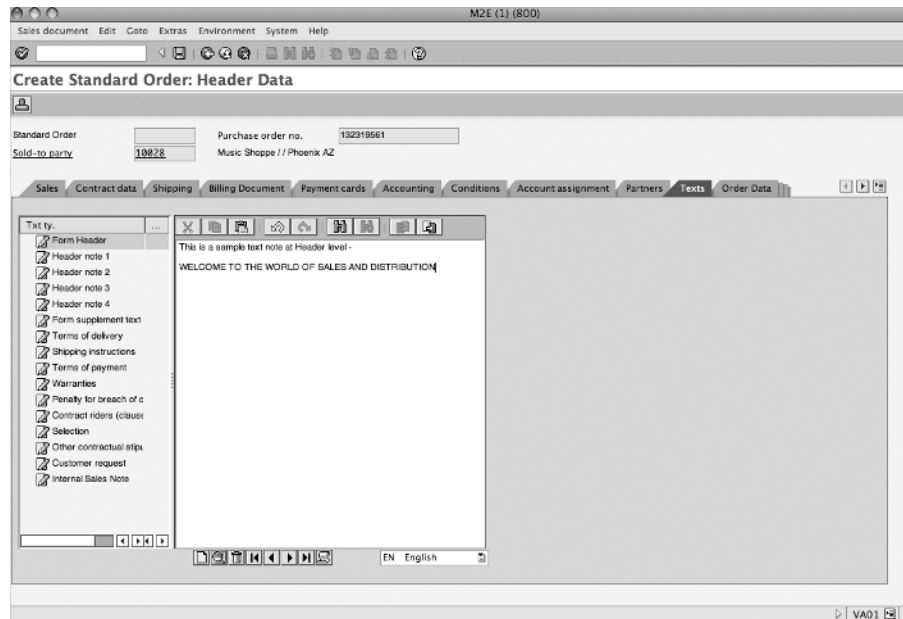 M2E (1) (800)
Sales document Edit Goto Extras Environment System Help
Create Standard Order: Header Data
Standard Order
Purchase order no. 132319561
Sold-to party 10028 Music Shoppe / / Phoenix AZ
Sales Contract data Shipping Billing Document Payment cards Accounting Conditions Account assignment Partners Texts Order Data
Txt ty. ...
Form Header
Header note 1
Header note 2
Header note 3
Header note 4
Form supplement text
Terms of delivery
Shipping instructions
Terms of payment
Warranties
Penalty for breach of c
Contract riders (clause
Selection
Other contractual stipu
Customer request
Internal Sales Note
This is a sample text note at Header level -
WELCOME TO THE WORLD OF SALES AND DISTRIBUTION
EN English
VA01